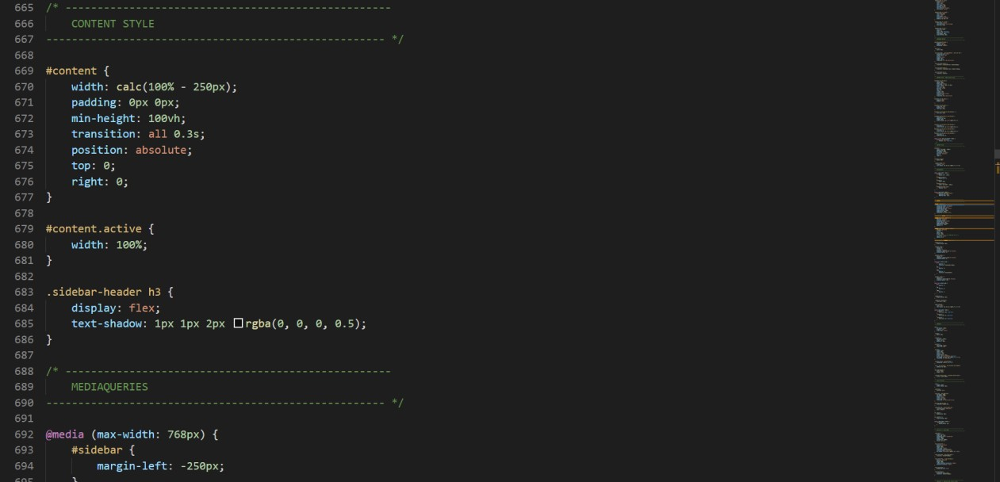 665 /* ---------------------------------------------------
666     CONTENT STYLE
667 ----------------------------------------------------- */
668
669 #content {
670     width: calc(100% - 250px);
671     padding: 0px 0px;
672     min-height: 100vh;
673     transition: all 0.3s;
674     position: absolute;
675     top: 0;
676     right: 0;
677 }
678
679 #content.active {
680     width: 100%;
681 }
682
683 .sidebar-header h3 {
684     display: flex;
685     text-shadow: 1px 1px 2px rgba(0, 0, 0, 0.5);
686 }
687
688 /* ---------------------------------------------------
689     MEDIAQUERIES
690 ----------------------------------------------------- */
691
692 @media (max-width: 768px) {
693     #sidebar {
694         margin-left: -250px;
695     }